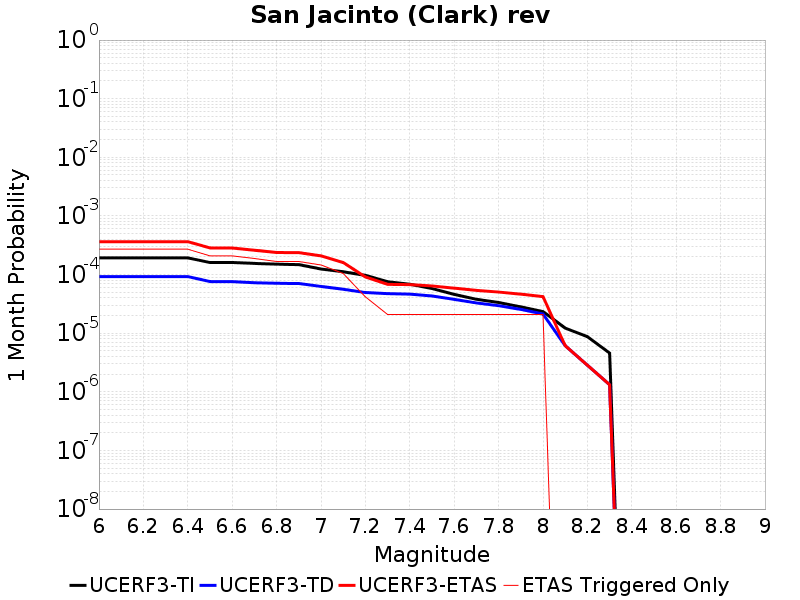 San Jacinto (Clark) rev
1 Month Probability
10^0
10^-1
10^-2
10^-3
10^-4
10^-5
10^-6
10^-7
10^-8
6 6.2 6.4 6.6 6.8 7 7.2 7.4 7.6 7.8 8 8.2 8.4 8.6 8.8 9
Magnitude
UCERF3-TI UCERF3-TD UCERF3-ETAS ETAS Triggered Only